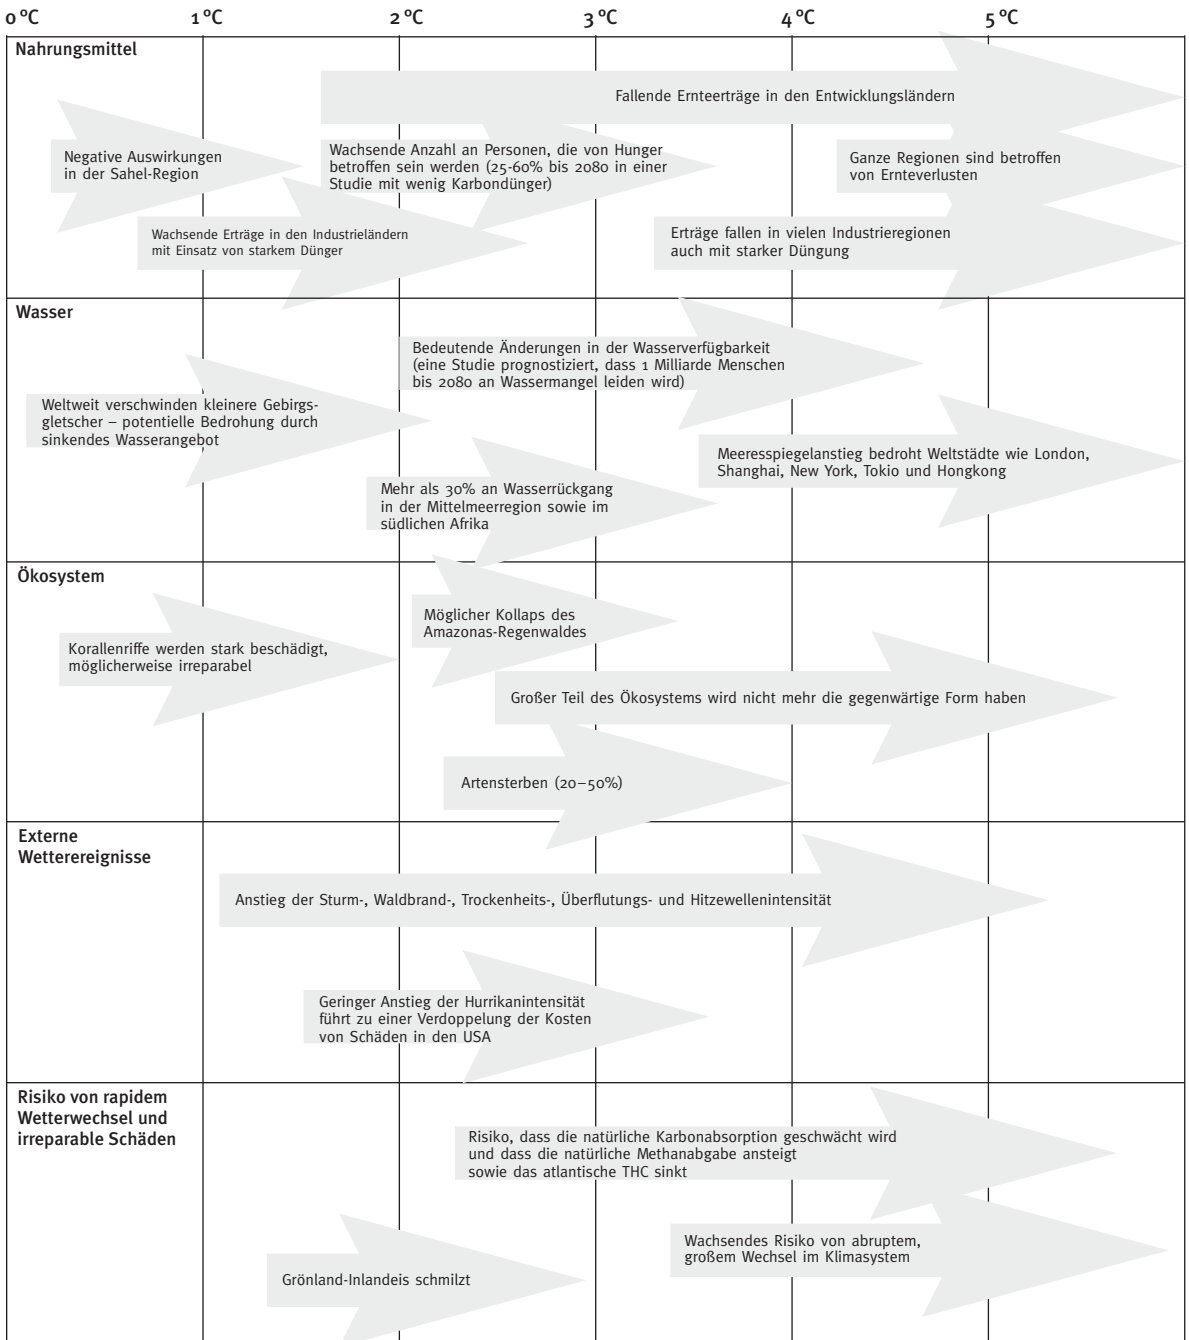 0 °C 1 °C 2 °C 3 °C 4 °C 5 °C
Nahrungsmittel
Fallende Ernteerträge in den Entwicklungsländern
Negative Auswirkungen
in der Sahel-Region
Wachsende Anzahl an Personen, die von Hunger
betroffen sein werden (25-60% bis 2080 in einer
Studie mit wenig Karbondünger)
Ganze Regionen sind betroffen
von Ernteverlusten
Wachsende Erträge in den Industrieländern
mit Einsatz von starkem Dünger
Erträge fallen in vielen Industrieregionen
auch mit starker Düngung
Wasser
Bedeutende Änderungen in der Wasserverfügbarkeit
(eine Studie prognostiziert, dass 1 Milliarde Menschen
bis 2080 an Wassermangel leiden wird)
Weltweit verschwinden kleinere Gebirgs-
gletscher – potentielle Bedrohung durch
sinkendes Wasserangebot
Meeresspiegelanstieg bedroht Weltstädte wie London,
Shanghai, New York, Tokio und Hongkong
Mehr als 30% an Wasserrückgang
in der Mittelmeerregion sowie im
südlichen Afrika
Ökosystem
Möglicher Kollaps des
Amazonas-Regenwaldes
Korallenriffe werden stark beschädigt,
möglicherweise irreparabel
Großer Teil des Ökosystems wird nicht mehr die gegenwärtige Form haben
Artensterben (20–50%)
Externe
Wetterereignisse
Anstieg der Sturm-, Waldbrand-, Trockenheits-, Überflutungs- und Hitzewellenintensität
Geringer Anstieg der Hurrikanintensität
führt zu einer Verdoppelung der Kosten
von Schäden in den USA
Risiko von rapidem
Wetterwechsel und
irreparable Schäden
Risiko, dass die natürliche Karbonabsorption geschwächt wird
und dass die natürliche Methanabgabe ansteigt
sowie das atlantische THC sinkt
Wachsendes Risiko von abruptem,
großem Wechsel im Klimasystem
Grönland-Inlandeis schmilzt